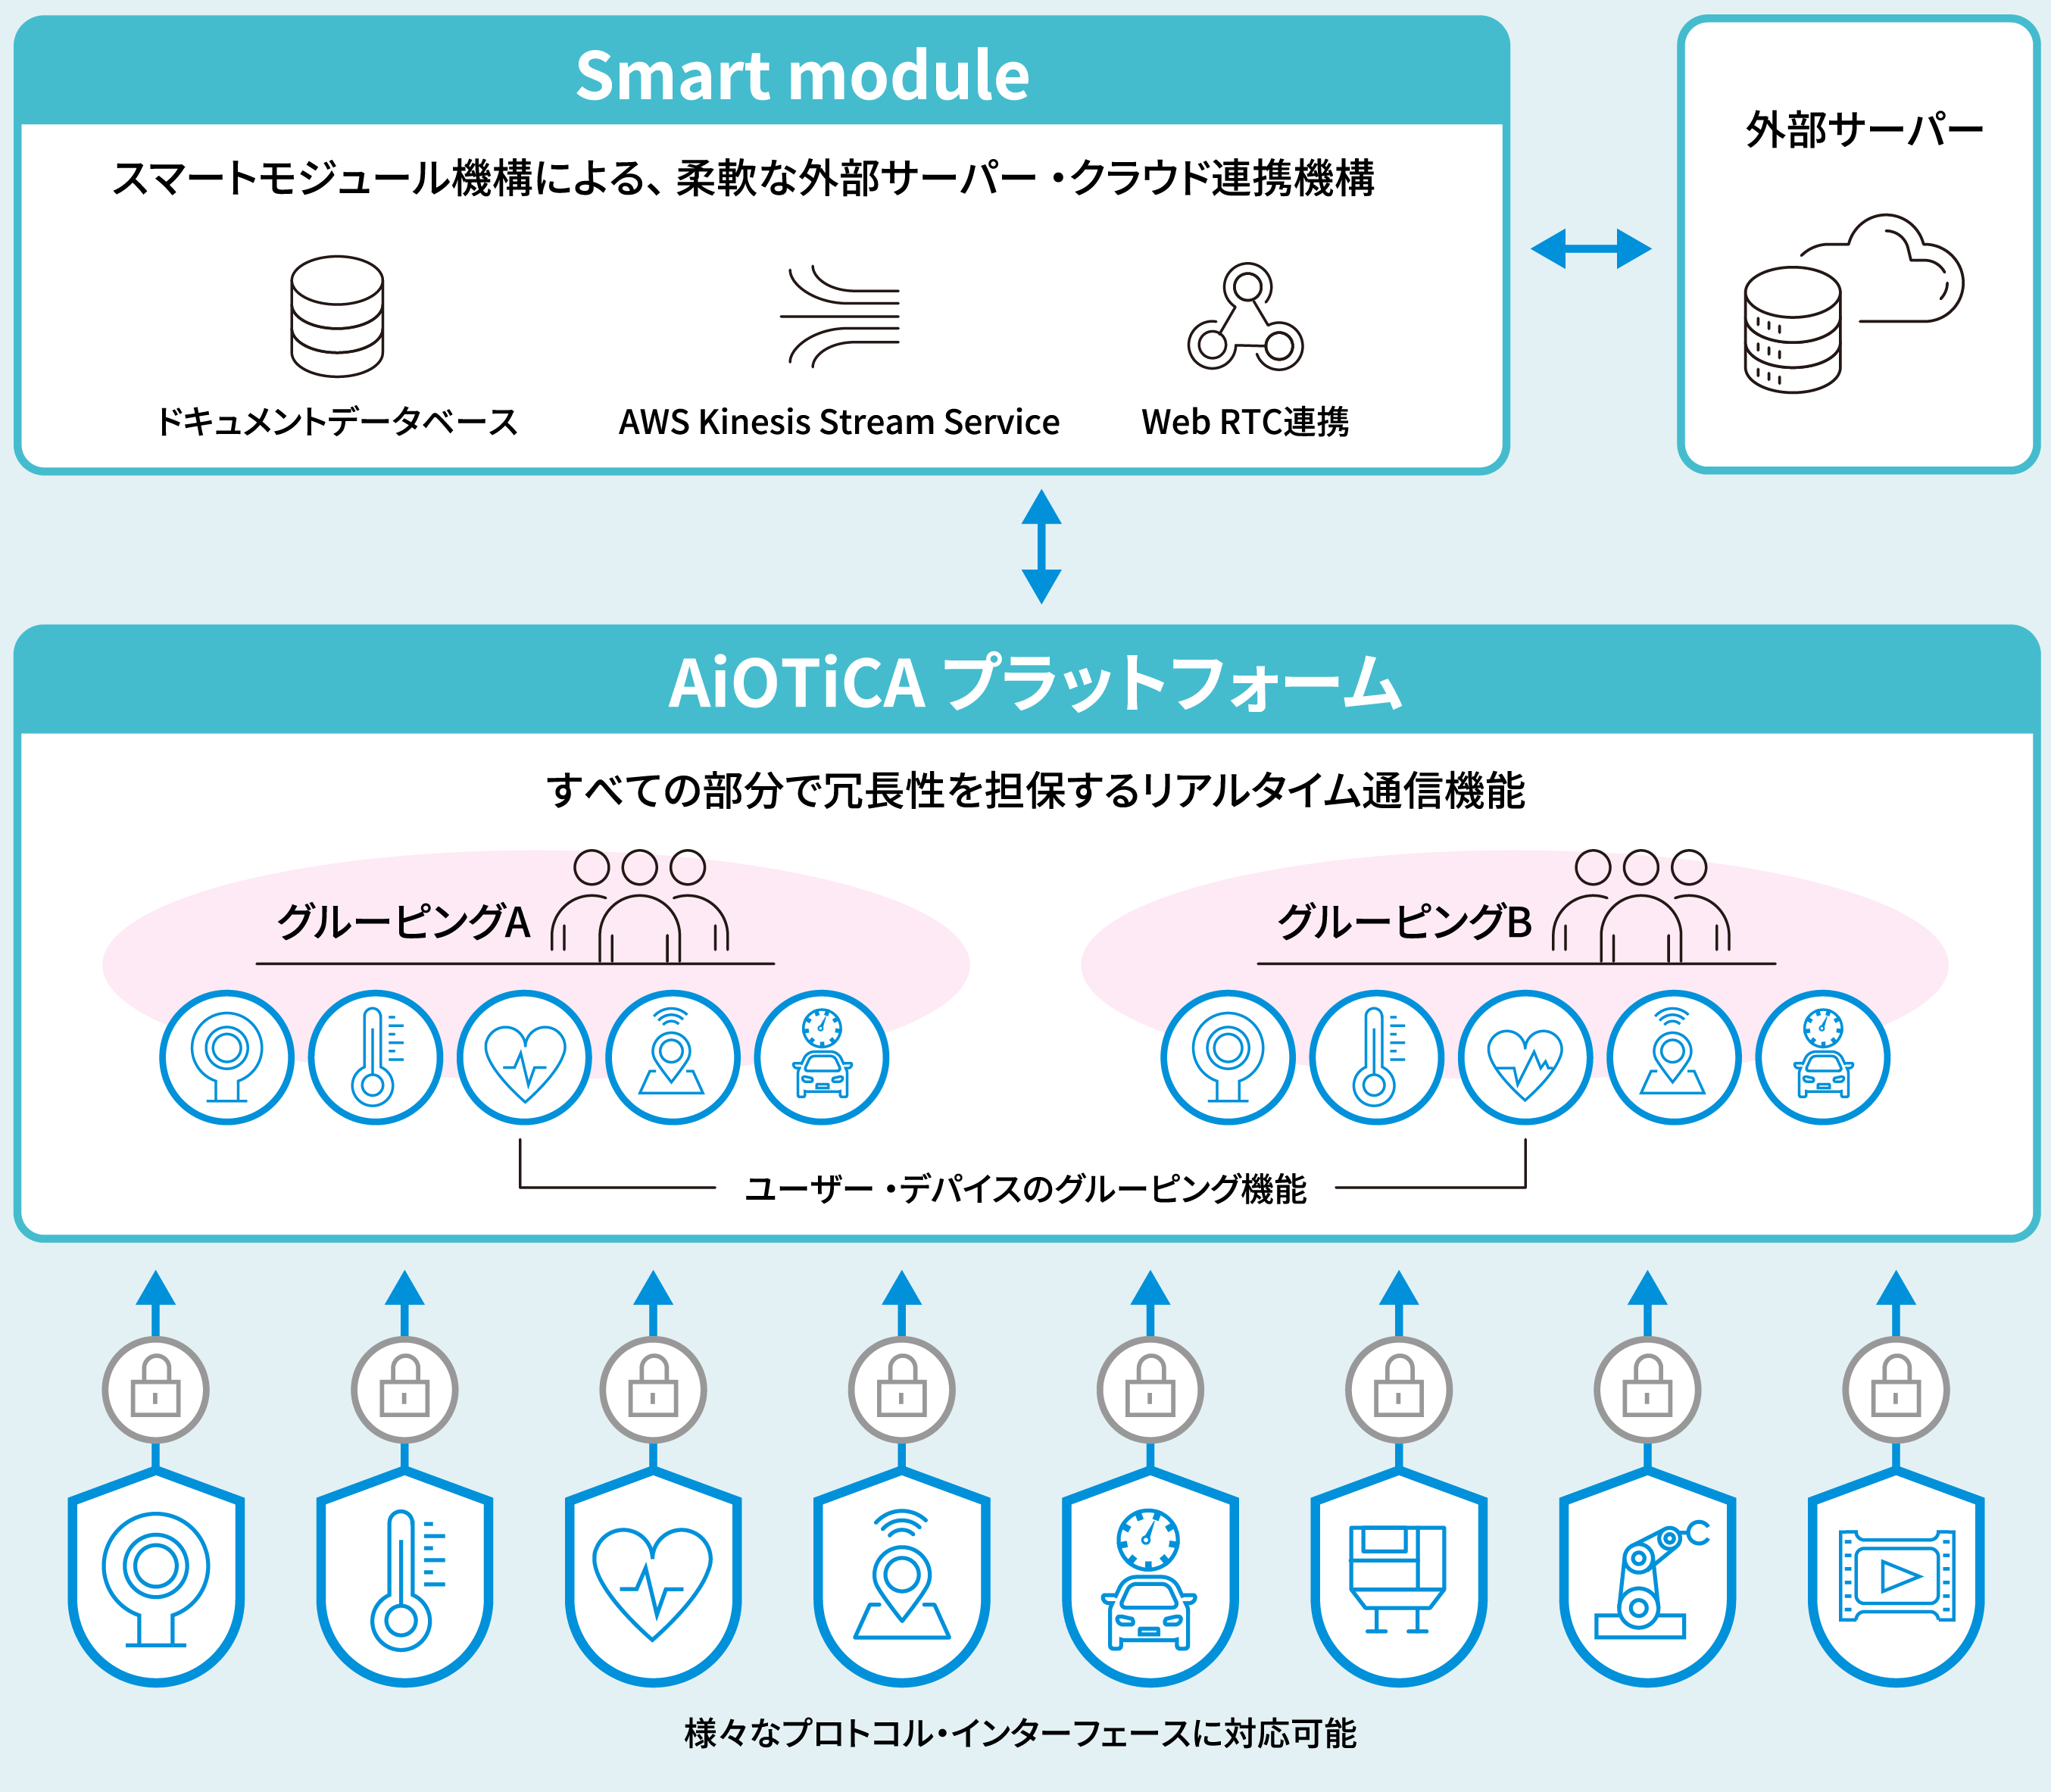 Smart module
スマートモジュール機構による、柔軟な外部サーバー・クラウド連携機構
ドキュメントデータベース
AWS Kinesis Stream Service
Web RTC連携
外部サーバー
AiOTiCA プラットフォーム
すべての部分で冗長性を担保するリアルタイム通信機能
グルーピングA
グルーピングB
ユーザー・デバイスのグルーピング機能
様々なプロトコル・インターフェースに対応可能